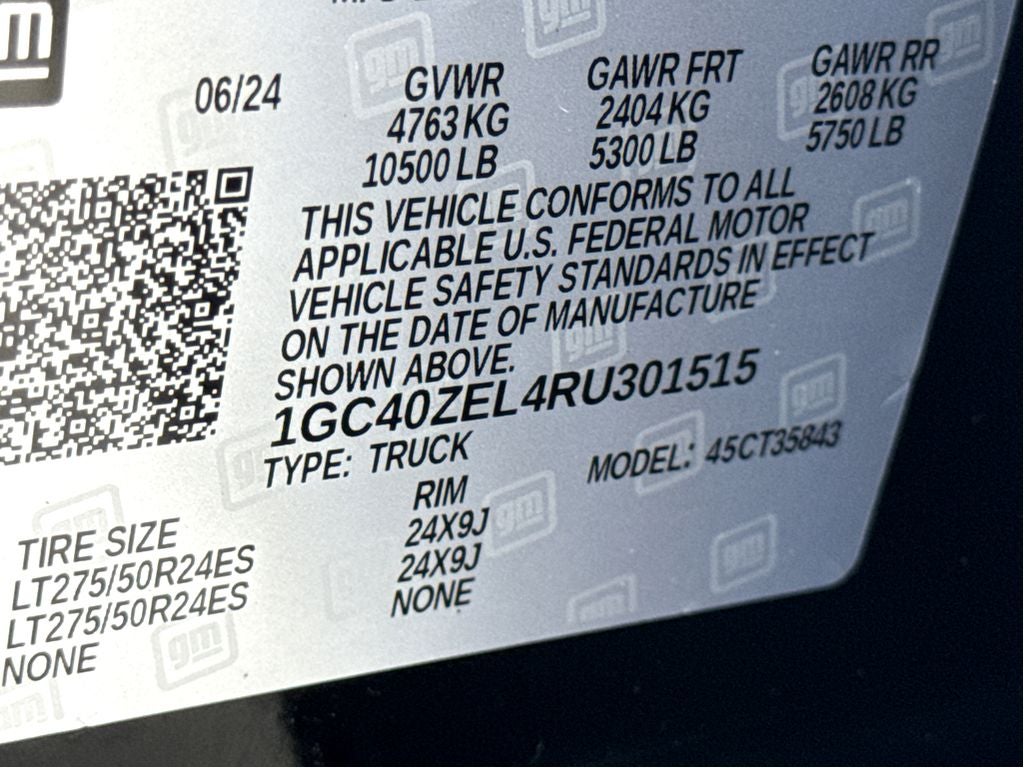 gm
06/24 GVWR GAWR FRT GAWR RR
4763 KG 2404 KG 2608 KG
10500 LB 5300 LB 5750 LB
THIS VEHICLE CONFORMS TO ALL
APPLICABLE U.S. FEDERAL MOTOR
VEHICLE SAFETY STANDARDS IN EFFECT
ON THE DATE OF MANUFACTURE
SHOWN ABOVE.
1GC40ZEL4RU301515
TYPE: TRUCK MODEL: 45CT35843
TIRE SIZE RIM
LT275/50R24ES 24X9J
LT275/50R24ES 24X9J
NONE NONE